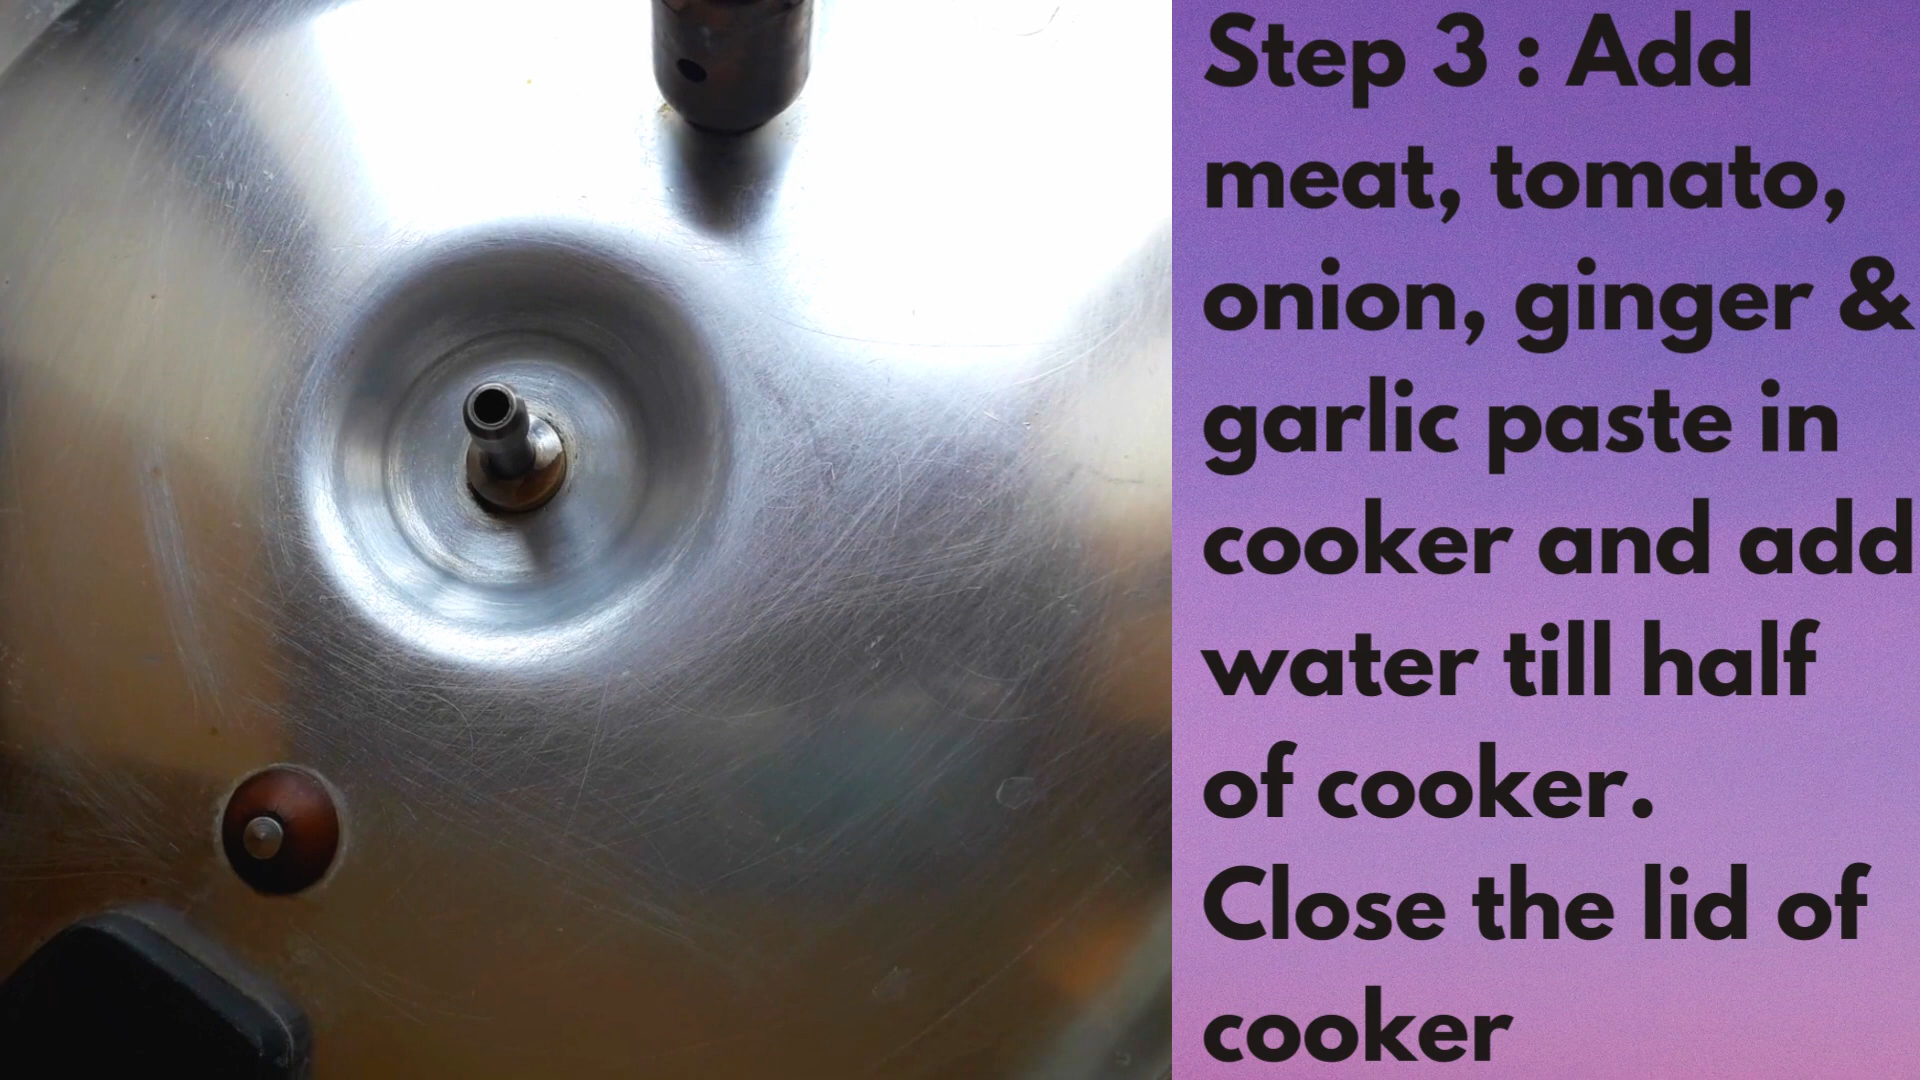 Step 3 : Add
meat, tomato,
onion, ginger &
garlic paste in
cooker and add
water till half
of cooker.
Close the lid of
cooker